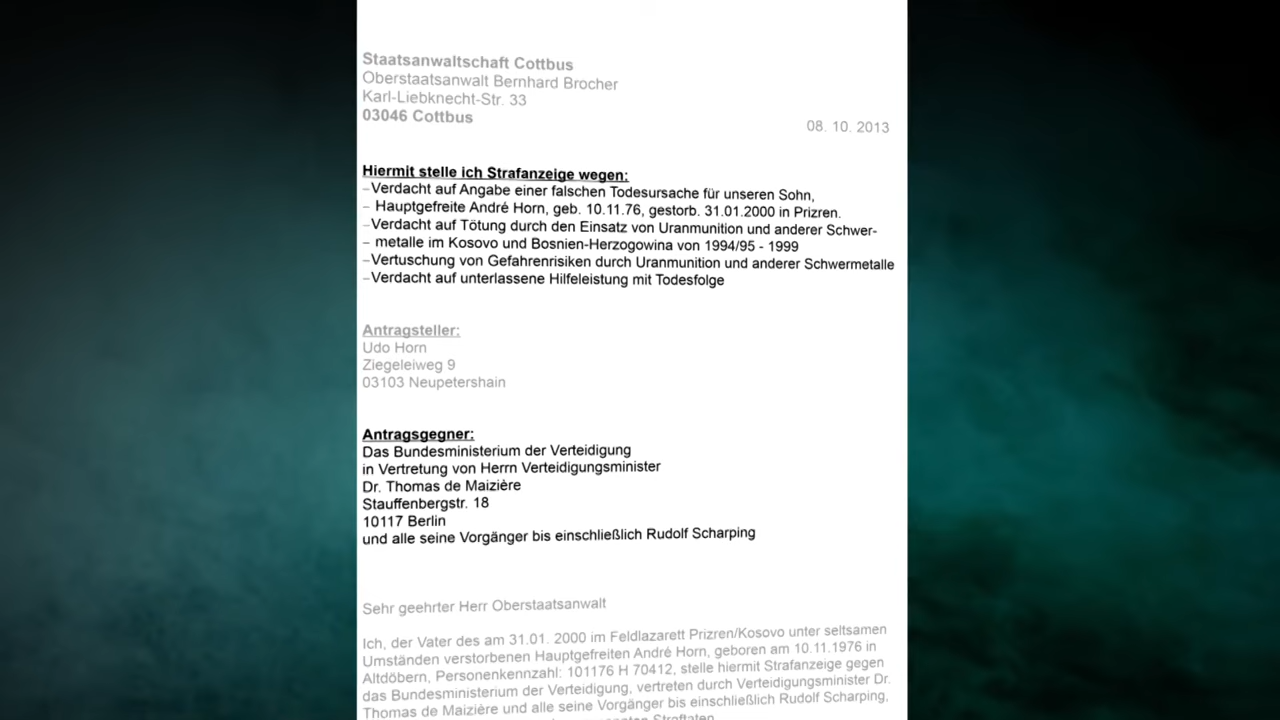 Staatsanwaltschaft Cottbus
Oberstaatsanwalt Bernhard Brocher
Karl-Liebknecht-Str. 33
03046 Cottbus
08. 10. 2013
Hiermit stelle ich Strafanzeige wegen:
–Verdacht auf Angabe einer falschen Todesursache für unseren Sohn,
– Hauptgefreite André Horn, geb. 10.11.76, gestorb. 31.01.2000 in Prizren.
–Verdacht auf Tötung durch den Einsatz von Uranmunition und anderer Schwer-
– metalle im Kosovo und Bosnien-Herzogowina von 1994/95 - 1999
–Vertuschung von Gefahrenrisiken durch Uranmunition und anderer Schwermetalle
–Verdacht auf unterlassene Hilfeleistung mit Todesfolge
Antragsteller:
Udo Horn
Ziegeleiweg 9
03103 Neupetershain
Antragsgegner:
Das Bundesministerium der Verteidigung
in Vertretung von Herrn Verteidigungsminister
Dr. Thomas de Maizière
Stauffenbergstr. 18
10117 Berlin
und alle seine Vorgänger bis einschließlich Rudolf Scharping
Sehr geehrter Herr Oberstaatsanwalt
Ich, der Vater des am 31.01. 2000 im Feldlazarett Prizren/Kosovo unter seltsamen
Umständen verstorbenen Hauptgefreiten André Horn, geboren am 10.11.1976 in
Altdöbern, Personenkennzahl: 101176 H 70412, stelle hiermit Strafanzeige gegen
das Bundesministerium der Verteidigung, vertreten durch Verteidigungsminister Dr.
Thomas de Maizière und alle seine Vorgänger bis einschließlich Rudolf Scharping,
Straftaten